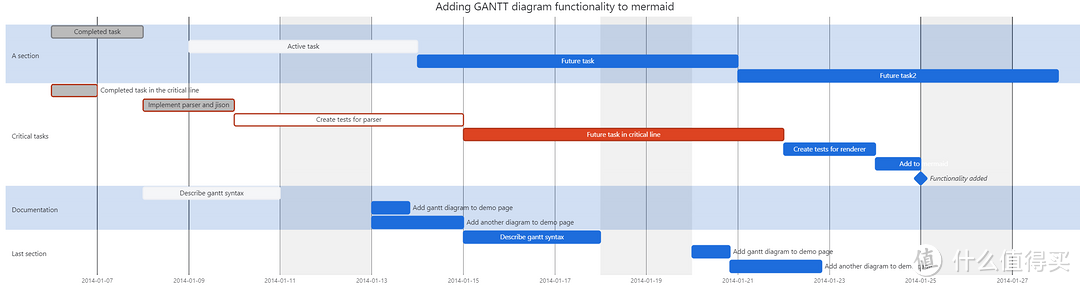 Adding GANTT diagram functionality to mermaid
Completed task
A section
Active task
Future task
Future task2
Completed task in the critical line
Implement parser and jison
Create tests for parser
Critical tasks
Future task in critical line
Create tests for renderer
Add to mermaid
Functionality added
Describe gantt syntax
Documentation
Add gantt diagram to demo page
Add another diagram to demo page
Describe gantt syntax
Last section
Add gantt diagram to demo page
Add another diagram to dem
值 什么值得买
2014-01-07 2014-01-09 2014-01-11 2014-01-13 2014-01-15 2014-01-17 2014-01-19 2014-01-21 2014-01-23 2014-01-25 2014-01-27